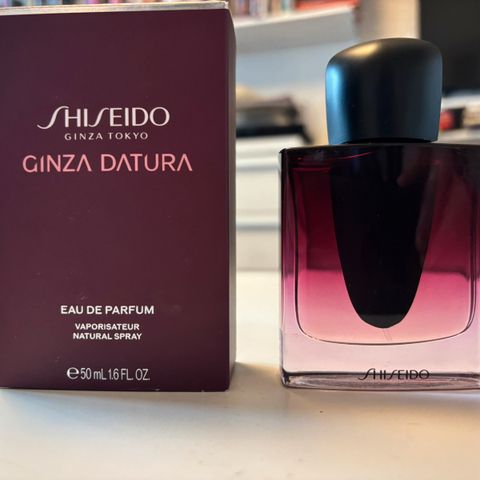 SHISEIDO
GINZA TOKYO
GINZA DATURA
EAU DE PARFUM
VAPORISATEUR
NATURAL SPRAY
℮ 50 mL 1.6 FL. OZ.
SHISEIDO